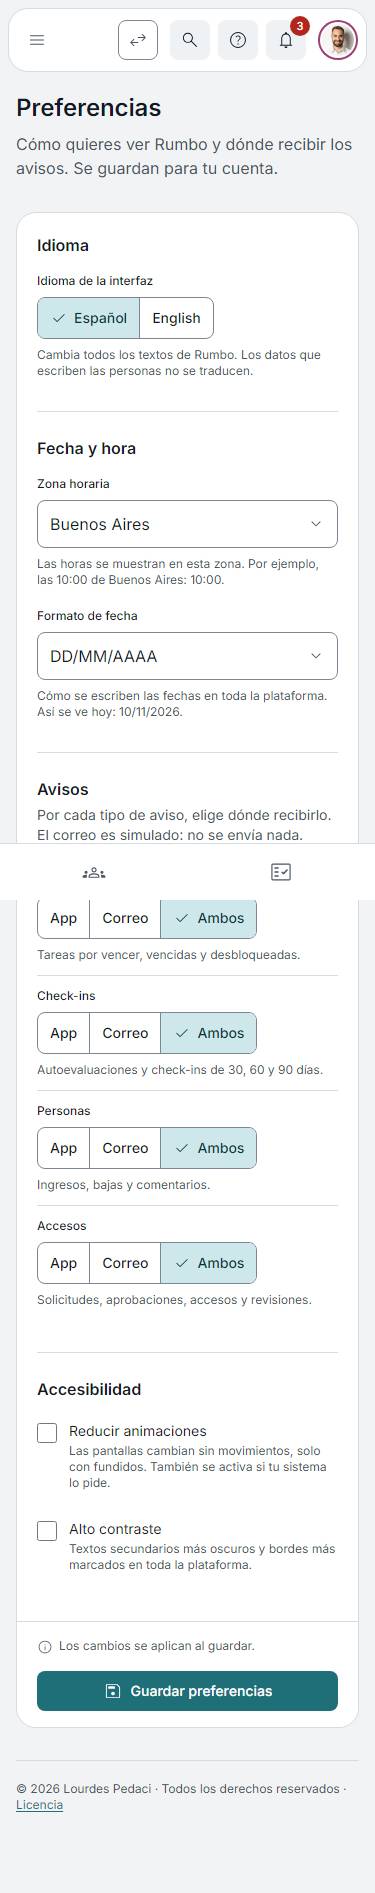 3
Preferencias
Cómo quieres ver Rumbo y dónde recibir los
avisos. Se guardan para tu cuenta.
Idioma
Idioma de la interfaz
Español English
Cambia todos los textos de Rumbo. Los datos que
escriben las personas no se traducen.
Fecha y hora
Zona horaria
Buenos Aires
Las horas se muestran en esta zona. Por ejemplo,
las 10:00 de Buenos Aires: 10:00.
Formato de fecha
DD/MM/AAAA
Cómo se escriben las fechas en toda la plataforma.
Así se ve hoy: 10/11/2026.
Avisos
Por cada tipo de aviso, elige dónde recibirlo.
El correo es simulado: no se envía nada.
App Correo Ambos
Tareas por vencer, vencidas y desbloqueadas.
Check-ins
App Correo Ambos
Autoevaluaciones y check-ins de 30, 60 y 90 días.
Personas
App Correo Ambos
Ingresos, bajas y comentarios.
Accesos
App Correo Ambos
Solicitudes, aprobaciones, accesos y revisiones.
Accesibilidad
Reducir animaciones
Las pantallas cambian sin movimientos, solo
con fundidos. También se activa si tu sistema
lo pide.
Alto contraste
Textos secundarios más oscuros y bordes más
marcados en toda la plataforma.
Los cambios se aplican al guardar.
Guardar preferencias
© 2026 Lourdes Pedaci · Todos los derechos reservados ·
Licencia